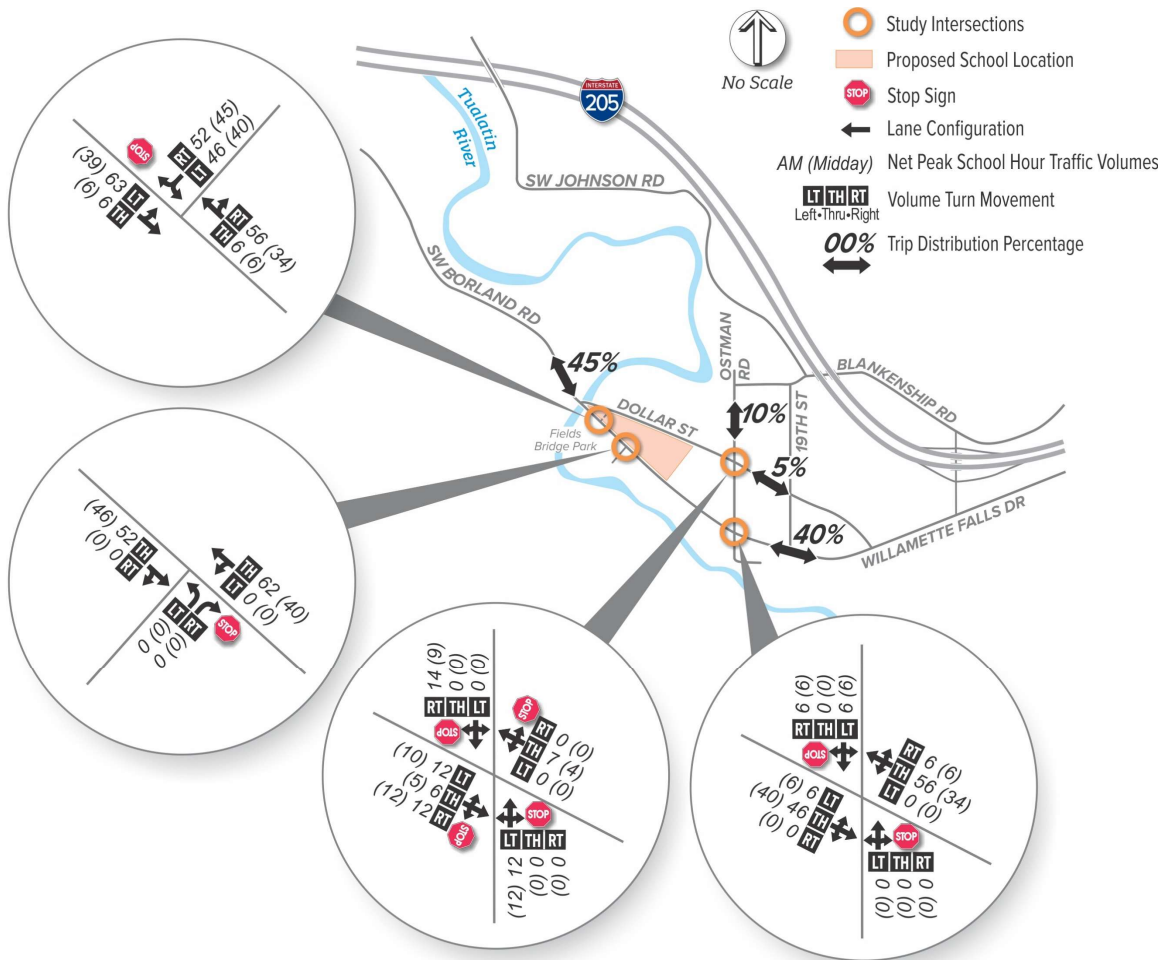 No Scale
Study Intersections
Proposed School Location
STOP
Stop Sign
Lane Configuration
AM (Midday)
Net Peak School Hour Traffic Volumes
LT TH RT
Left•Thru•Right
Volume Turn Movement
00%
Trip Distribution Percentage
INTERSTATE
205
Tualatin
River
SW JOHNSON RD
SW BORLAND RD
OSTMAN
RD
BLANKENSHIP RD
DOLLAR ST
19TH ST
Fields
Bridge Park
WILLAMETTE FALLS DR
45%
10%
5%
40%
STOP
RT 52 (45)
LT 46 (40)
(39) 63 LT
(6) 6 TH
RT 56 (34)
TH 6 (6)
(46) 52 TH
(0) 0 RT
TH 62 (40)
LT 0 (0)
LT RT
STOP
0 (0)
0 (0)
14 (9)
0 (0)
0 (0)
RT TH LT
STOP
STOP
RT 0 (0)
TH 7 (4)
LT 0 (0)
(10) 12 LT
(5) 6 TH
(12) 12 RT
STOP
STOP
LT TH RT
(12) 12
(0) 0
(0) 0
6 (6)
0 (0)
6 (6)
RT TH LT
STOP
RT 6 (6)
TH 56 (34)
LT 0 (0)
(6) 6 LT
(40) 46 TH
(0) 0 RT
STOP
LT TH RT
(0) 0
(0) 0
(0) 0